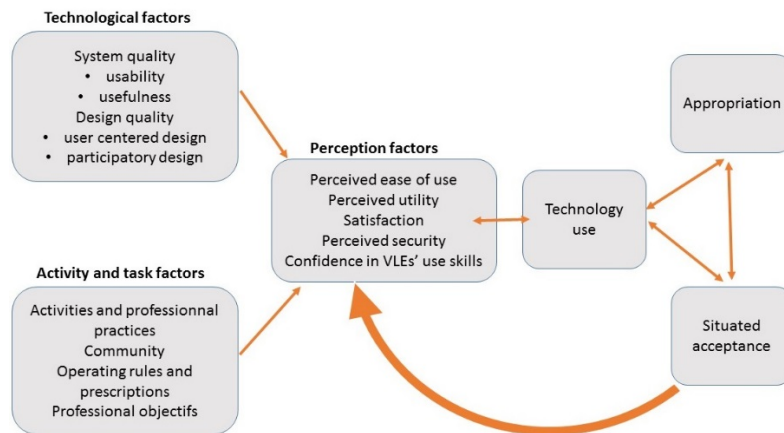 Technological factors
System quality
• usability
• usefulness
Design quality
• user centered design
• participatory design
Activity and task factors
Activities and professionnal
practices
Community
Operating rules and
prescriptions
Professional objectifs
Perception factors
Perceived ease of use
Perceived utility
Satisfaction
Perceived security
Confidence in VLEs' use skills
Technology
use
Appropriation
Situated
acceptance